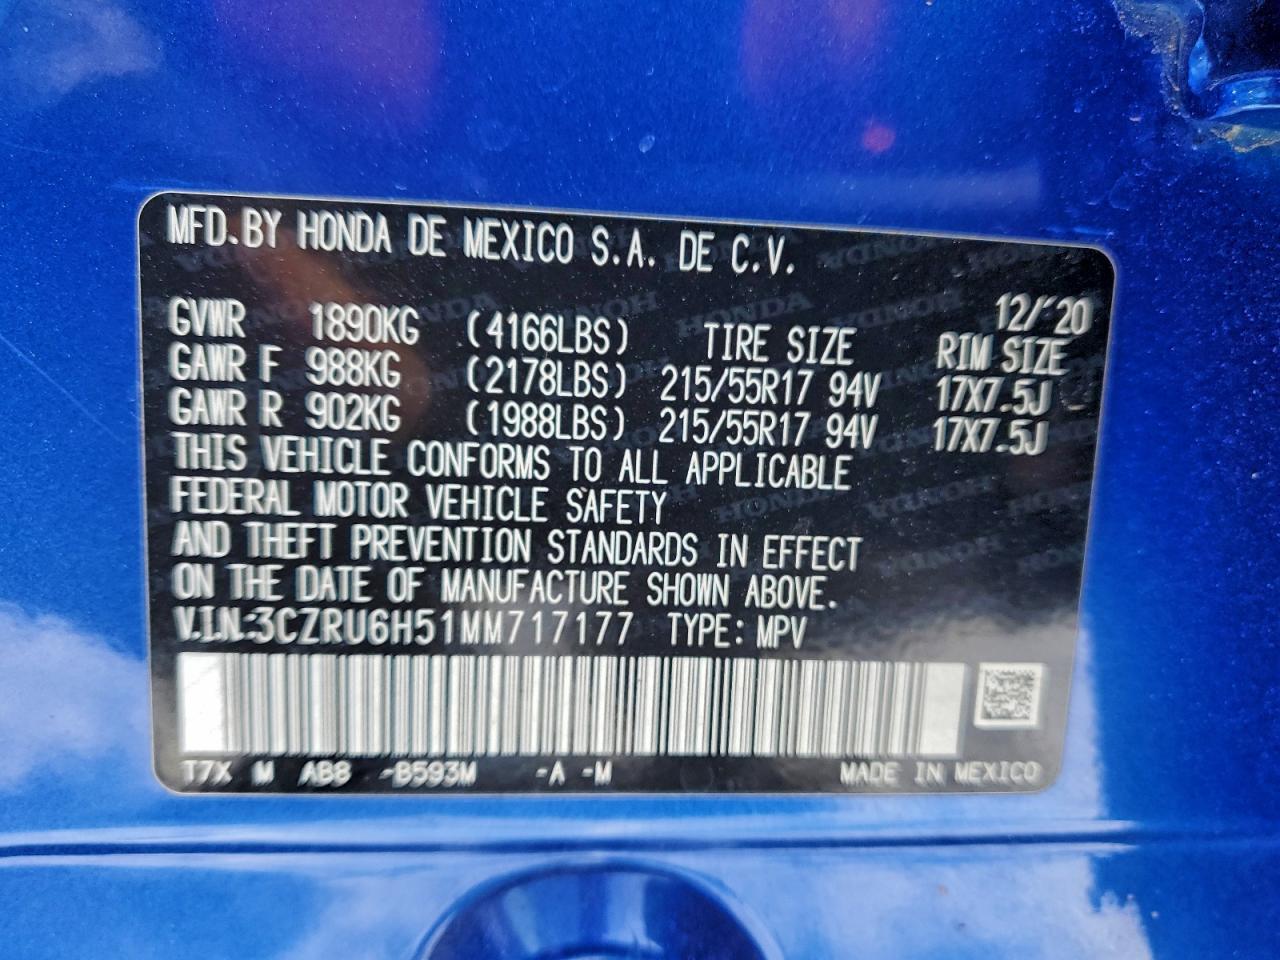 MFD.BY HONDA DE MEXICO S.A. DE C.V.
12/'20
GVWR 1890KG (4166LBS) TIRE SIZE RIM SIZE
GAWR F 988KG (2178LBS) 215/55R17 94V 17X7.5J
GAWR R 902KG (1988LBS) 215/55R17 94V 17X7.5J
THIS VEHICLE CONFORMS TO ALL APPLICABLE
FEDERAL MOTOR VEHICLE SAFETY
AND THEFT PREVENTION STANDARDS IN EFFECT
ON THE DATE OF MANUFACTURE SHOWN ABOVE.
V.I.N.:3CZRU6H51MM717177 TYPE: MPV
T7X M AB8 -B593M -A -M MADE IN MEXICO